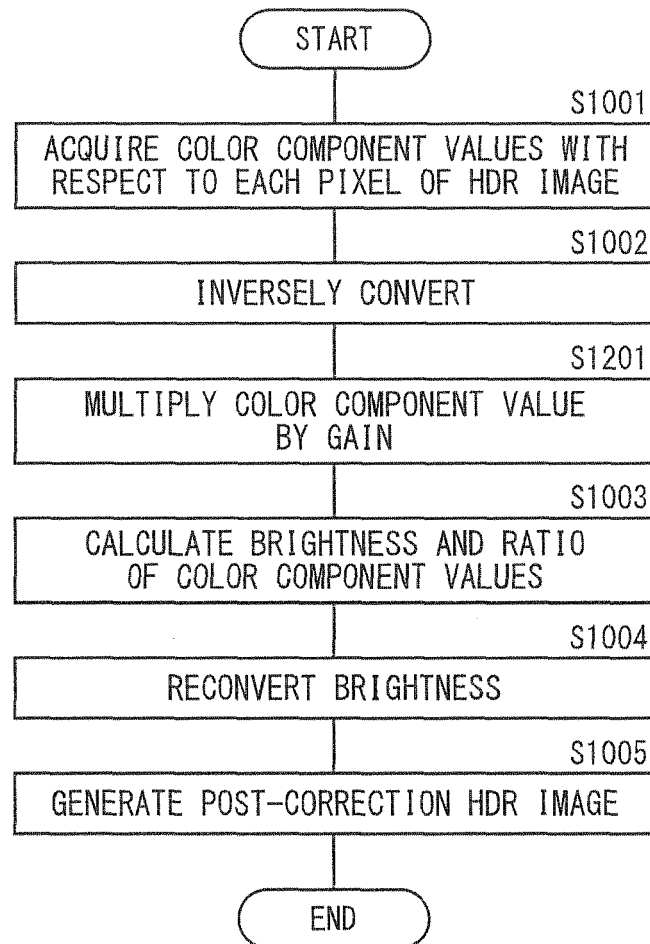 START
S1001
ACQUIRE COLOR COMPONENT VALUES WITH
RESPECT TO EACH PIXEL OF HDR IMAGE
S1002
INVERSELY CONVERT
S1201
MULTIPLY COLOR COMPONENT VALUE
BY GAIN
S1003
CALCULATE BRIGHTNESS AND RATIO
OF COLOR COMPONENT VALUES
S1004
RECONVERT BRIGHTNESS
S1005
GENERATE POST-CORRECTION HDR IMAGE
END